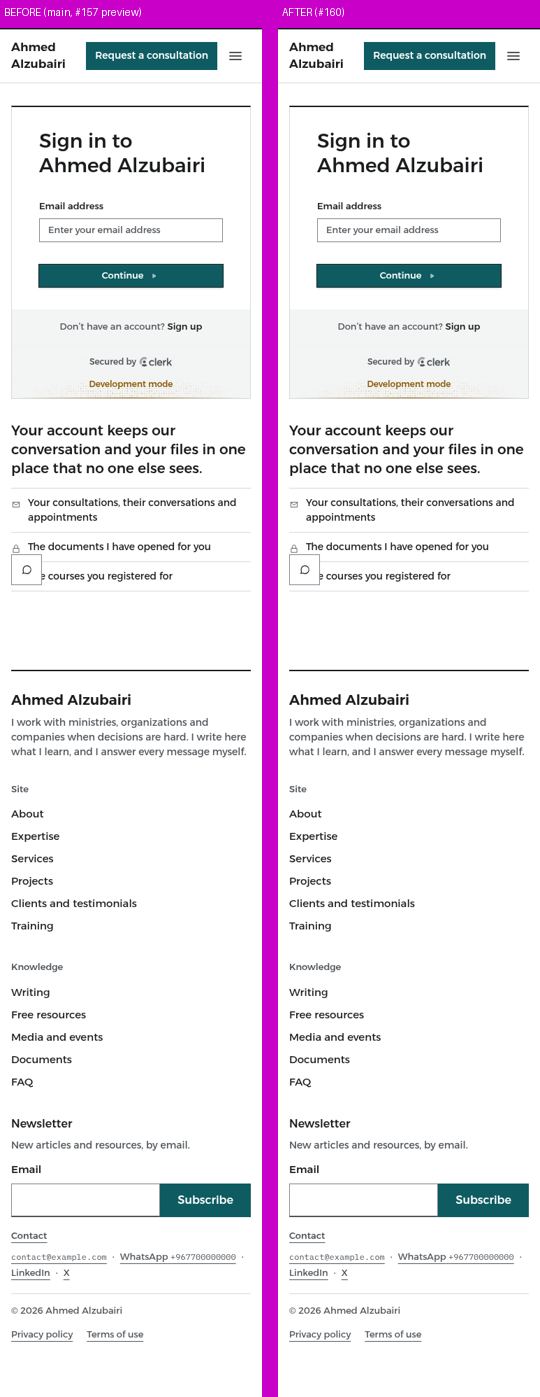 BEFORE (main, #157 preview)
Ahmed
Alzubairi
Request a consultation
Sign in to
Ahmed Alzubairi
Email address
Enter your email address
Continue
Don't have an account? Sign up
Secured by clerk
Development mode
Your account keeps our
conversation and your files in one
place that no one else sees.
Your consultations, their conversations and
appointments
The documents I have opened for you
e courses you registered for
Ahmed Alzubairi
I work with ministries, organizations and
companies when decisions are hard. I write here
what I learn, and I answer every message myself.
Site
About
Expertise
Services
Projects
Clients and testimonials
Training
Knowledge
Writing
Free resources
Media and events
Documents
FAQ
Newsletter
New articles and resources, by email.
Email
Subscribe
Contact
contact@example.com · WhatsApp +967700000000 ·
LinkedIn · X
© 2026 Ahmed Alzubairi
Privacy policy Terms of use
AFTER (#160)
Ahmed
Alzubairi
Request a consultation
Sign in to
Ahmed Alzubairi
Email address
Enter your email address
Continue
Don't have an account? Sign up
Secured by clerk
Development mode
Your account keeps our
conversation and your files in one
place that no one else sees.
Your consultations, their conversations and
appointments
The documents I have opened for you
e courses you registered for
Ahmed Alzubairi
I work with ministries, organizations and
companies when decisions are hard. I write here
what I learn, and I answer every message myself.
Site
About
Expertise
Services
Projects
Clients and testimonials
Training
Knowledge
Writing
Free resources
Media and events
Documents
FAQ
Newsletter
New articles and resources, by email.
Email
Subscribe
Contact
contact@example.com · WhatsApp +967700000000 ·
LinkedIn · X
© 2026 Ahmed Alzubairi
Privacy policy Terms of use